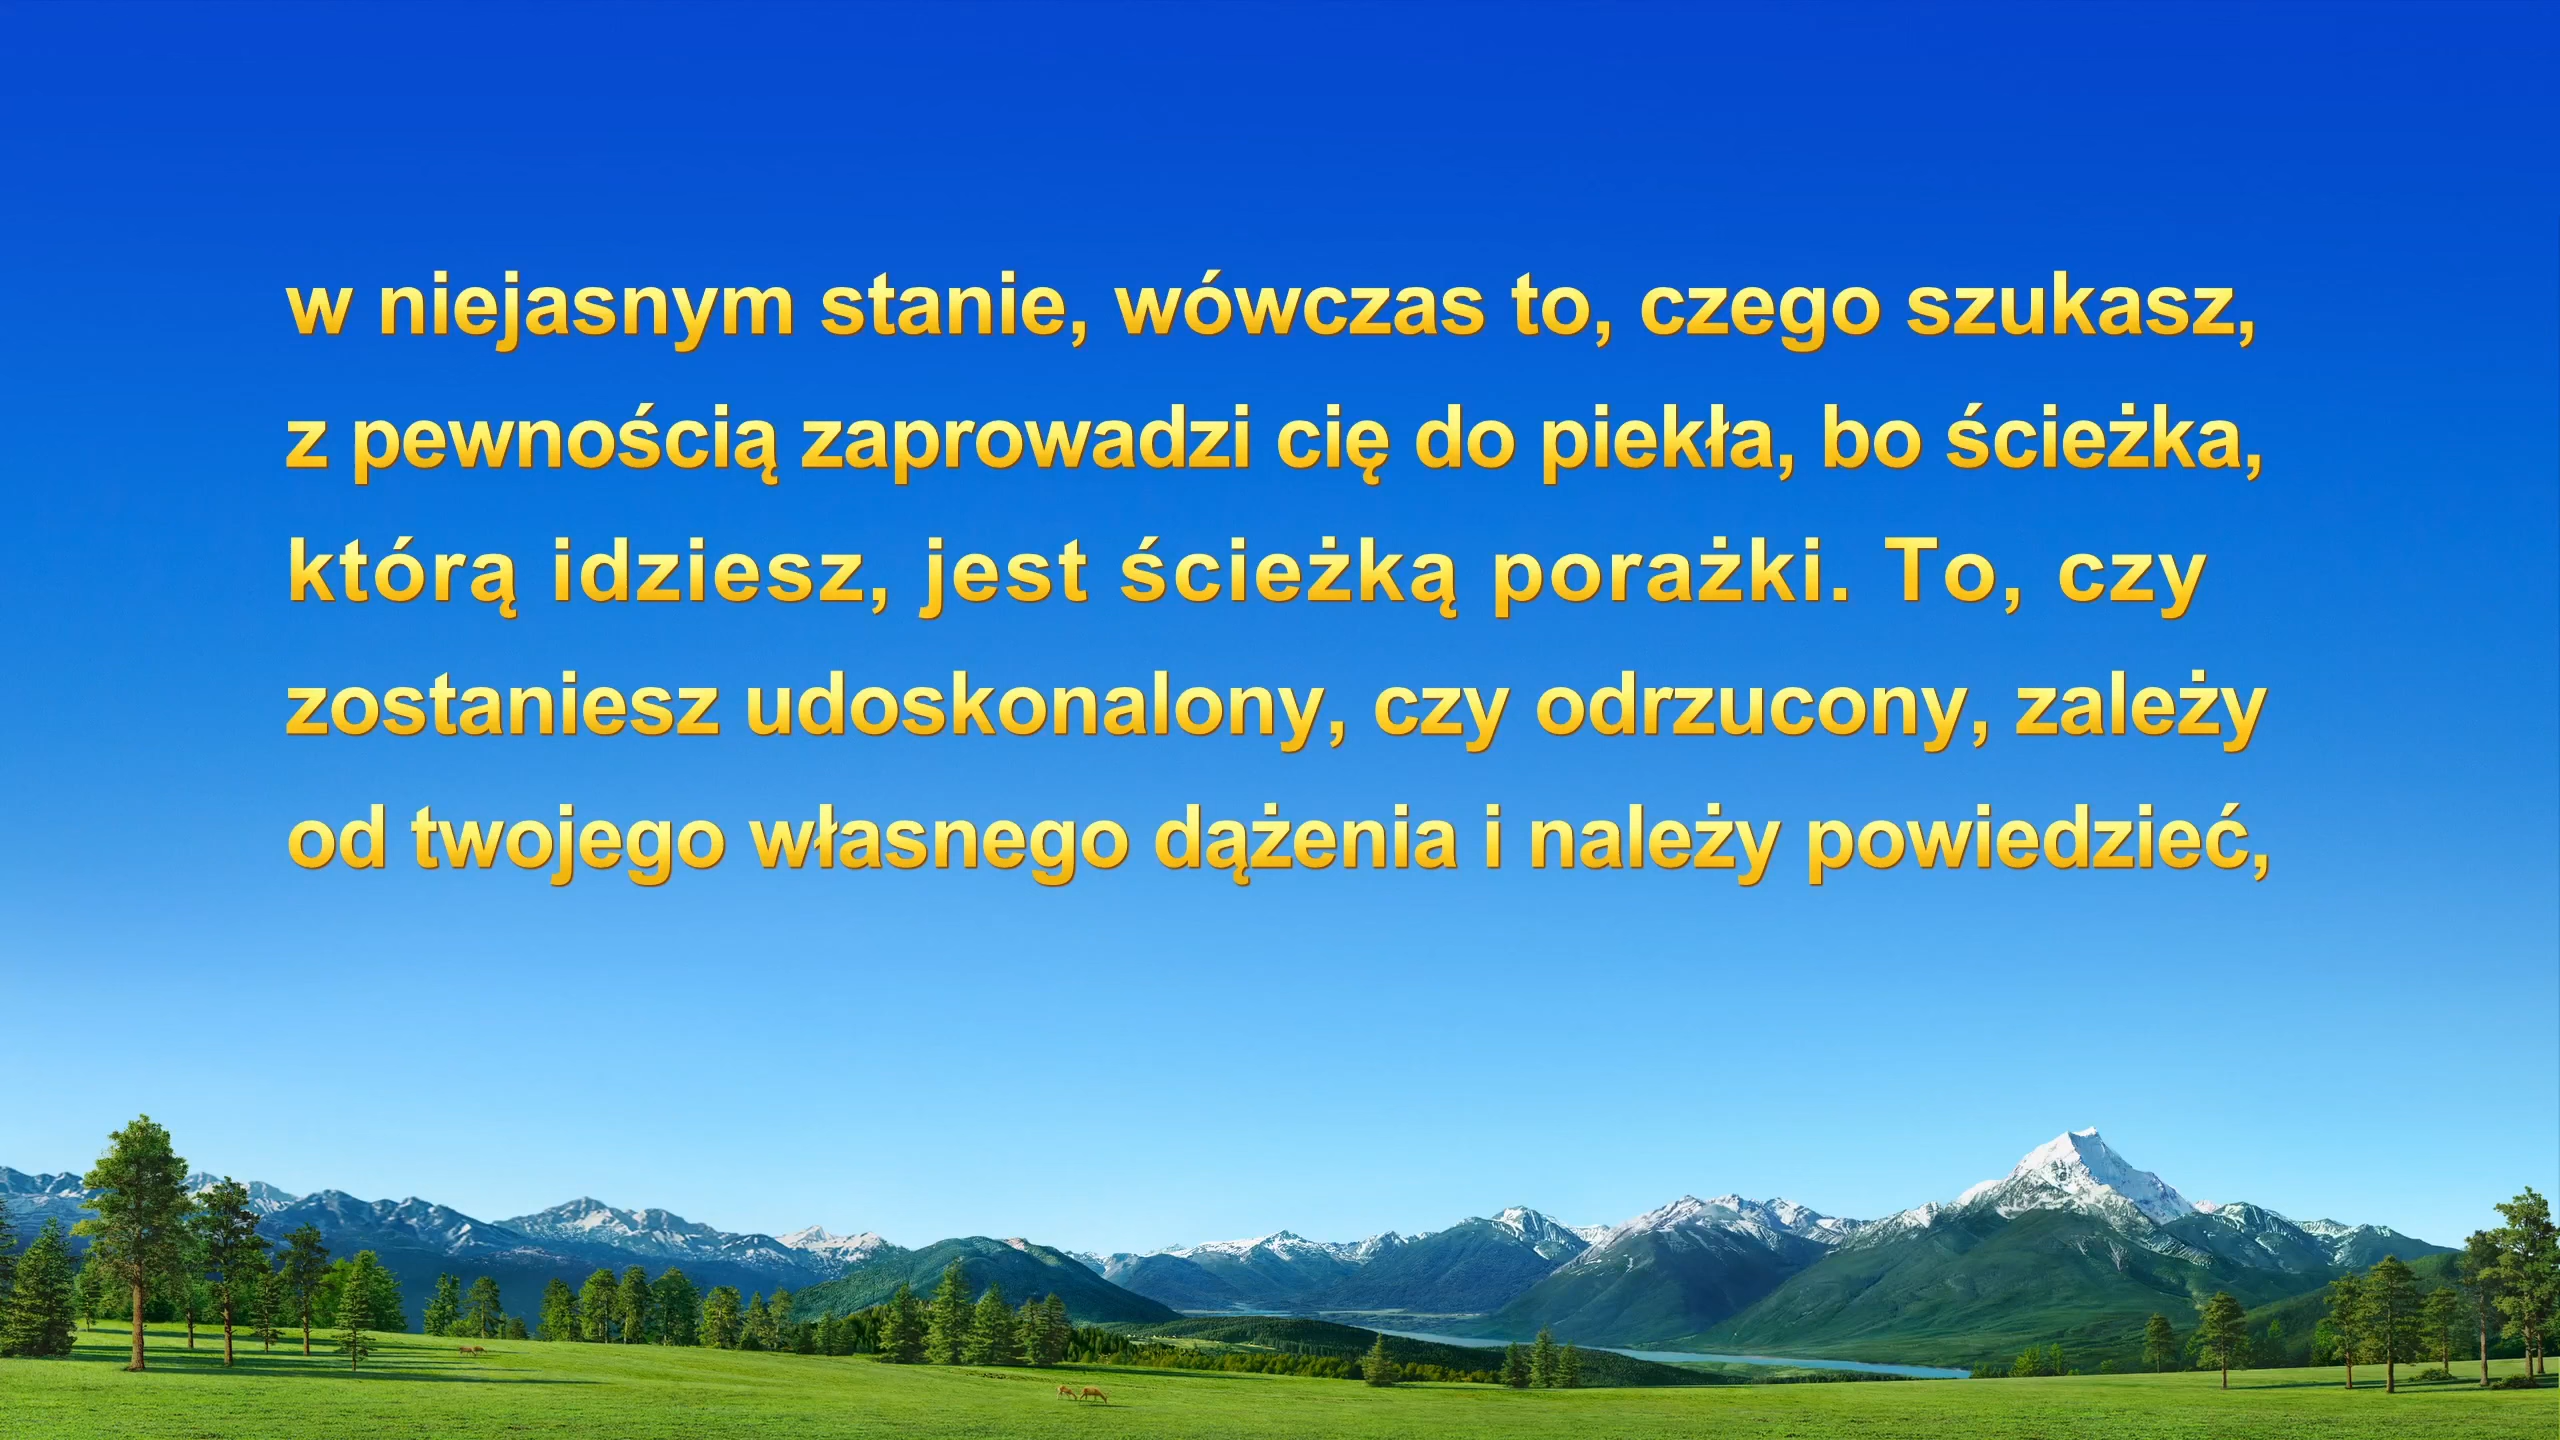 w niejasnym stanie, wówczas to, czego szukasz,
z pewnością zaprowadzi cię do piekła, bo ścieżka,
którą idziesz, jest ścieżką porażki. To, czy
zostaniesz udoskonalony, czy odrzucony, zależy
od twojego własnego dążenia i należy powiedzieć,